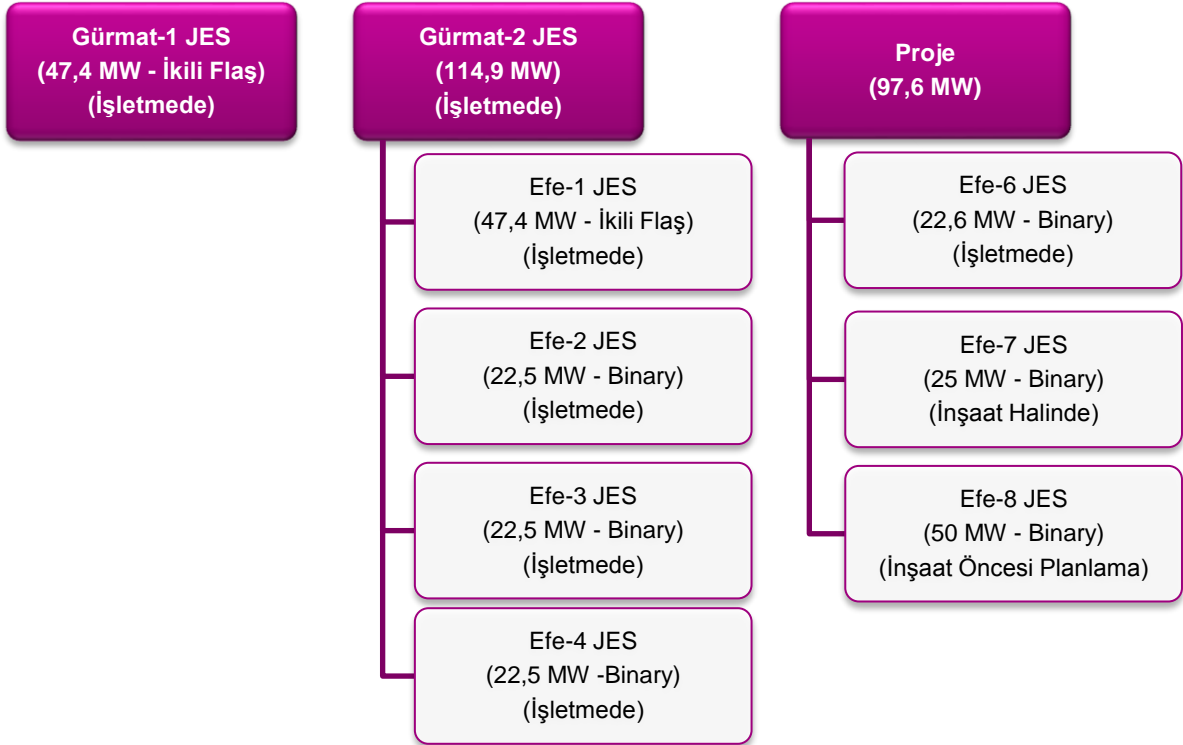 Gürmat-1 JES
(47,4 MW - İkili Flaş)
(İşletmede)
Gürmat-2 JES
(114,9 MW)
(İşletmede)
Efe-1 JES
(47,4 MW - İkili Flaş)
(İşletmede)
Efe-2 JES
(22,5 MW - Binary)
(İşletmede)
Efe-3 JES
(22,5 MW - Binary)
(İşletmede)
Efe-4 JES
(22,5 MW -Binary)
(İşletmede)
Proje
(97,6 MW)
Efe-6 JES
(22,6 MW - Binary)
(İşletmede)
Efe-7 JES
(25 MW - Binary)
(İnşaat Halinde)
Efe-8 JES
(50 MW - Binary)
(İnşaat Öncesi Planlama)